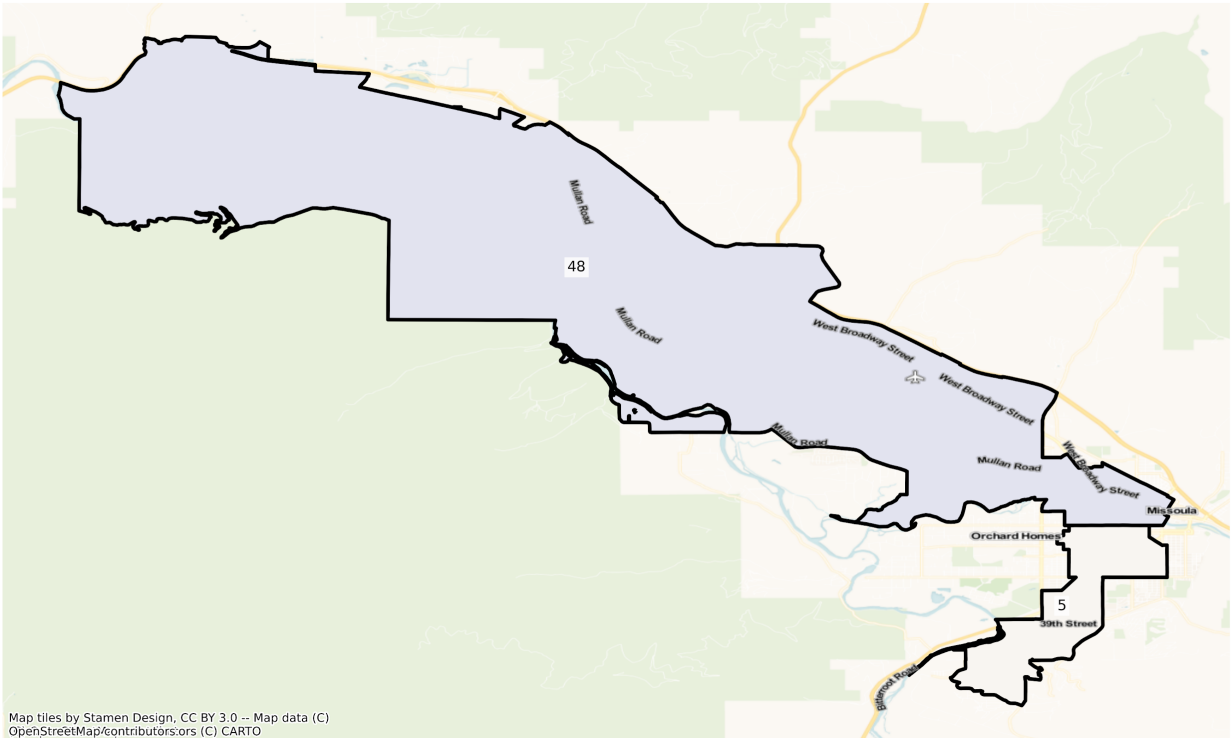 Mullan Road
48
Mullan Road
West Broadway Street
West Broadway Street
Mullan Road
West Broadway Street
Mullan Road
Missoula
Orchard Homes
5
39th Street
Bitterroot Road
Map tiles by Stamen Design, CC BY 3.0 -- Map data (C)
OpenStreetMap contributors (C) CARTO